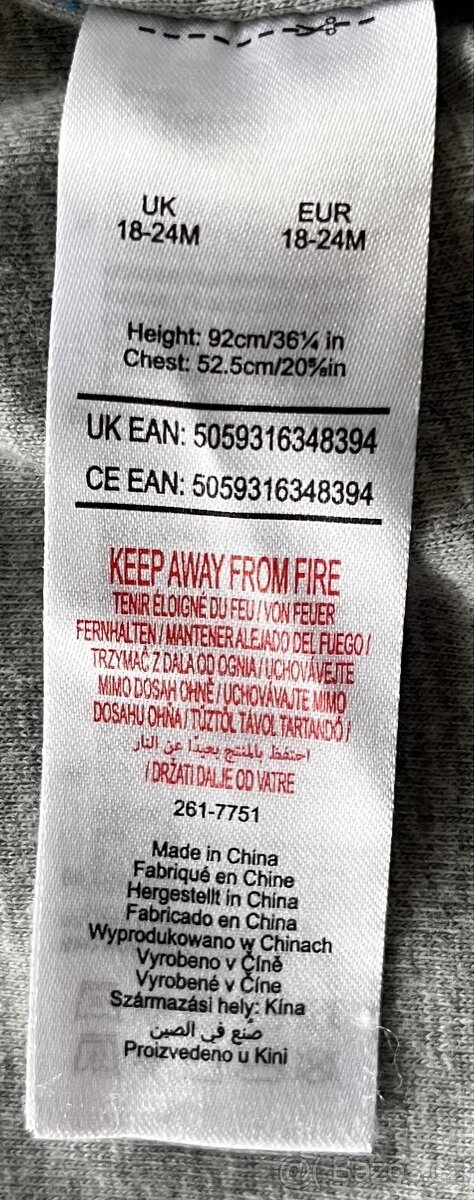 UK EUR
18-24M 18-24M
Height: 92cm/36¼ in
Chest: 52.5cm/20⅝in
UK EAN: 5059316348394
CE EAN: 5059316348394
KEEP AWAY FROM FIRE
TENIR ÉLOIGNÉ DU FEU / VON FEUER
FERNHALTEN / MANTENER ALEJADO DEL FUEGO /
TRZYMAĆ Z DALA OD OGNIA / UCHOVÁVEJTE
MIMO DOSAH OHNĚ / UCHOVÁVAJTE MIMO
DOSAHU OHŇA / TŰZTŐL TÁVOL TARTANDÓ /
احتفظ بالمنتج بعيدًا عن النار
/ DRŽATI DALJE OD VATRE
261-7751
Made in China
Fabriqué en Chine
Hergestellt in China
Fabricado en China
Wyprodukowano w Chinach
Vyrobeno v Číně
Vyrobené v Číne
Származási hely: Kína
صُنع في الصين
Proizvedeno u Kini